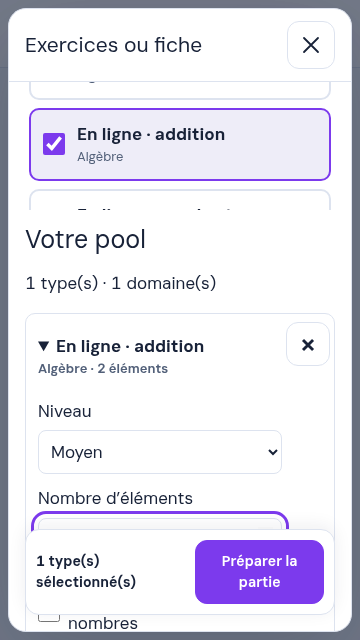 Exercices ou fiche
En ligne · addition
Algèbre
Votre pool
1 type(s) · 1 domaine(s)
En ligne · addition
Algèbre · 2 éléments
Niveau
Moyen
Nombre d’éléments
1 type(s)
sélectionné(s)
Préparer la
partie
nombres